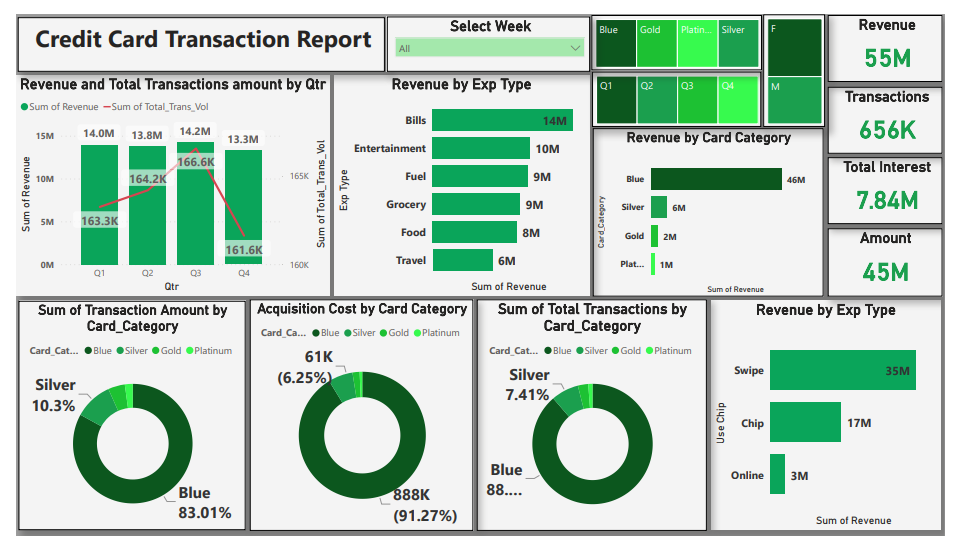 Credit Card Transaction Report
Select Week
All
Blue
Gold
Platin...
Silver
F
Q1
Q2
Q3
Q4
M
Revenue
55M
Transactions
656K
Total Interest
7.84M
Amount
45M
Revenue and Total Transactions amount by Qtr
Sum of Revenue
Sum of Total_Trans_Vol
Sum of Revenue
15M
10M
5M
0M
14.0M
13.8M
14.2M
13.3M
163.3K
164.2K
166.6K
161.6K
165K
160K
Sum of Total_Trans_Vol
Q1
Q2
Q3
Q4
Qtr
Revenue by Exp Type
Exp Type
Bills
14M
Entertainment
10M
Fuel
9M
Grocery
9M
Food
8M
Travel
6M
Sum of Revenue
Revenue by Card Category
Card_Category
Blue
46M
Silver
6M
Gold
2M
Plat...
1M
Sum of Revenue
Sum of Transaction Amount by
Card_Category
Card_Cat...
Blue
Silver
Gold
Platinum
Silver
10.3%
Blue
83.01%
Acquisition Cost by Card Category
Card_Ca...
Blue
Silver
Gold
Platinum
61K
(6.25%)
888K
(91.27%)
Sum of Total Transactions by
Card_Category
Card_Cat...
Blue
Silver
Gold
Platinum
Silver
7.41%
Blue
88....
Revenue by Exp Type
Use Chip
Swipe
35M
Chip
17M
Online
3M
Sum of Revenue